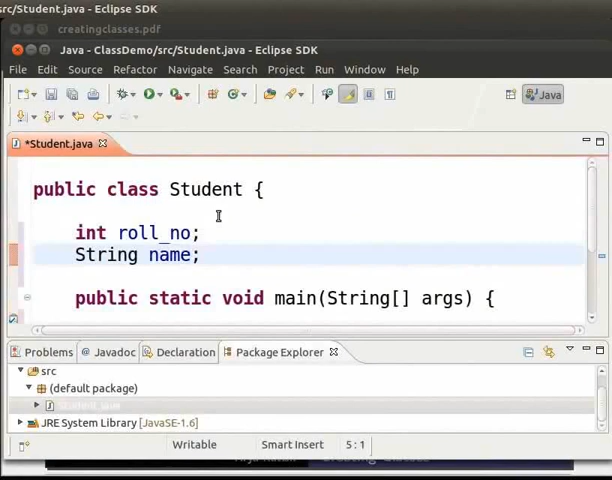 src/Student.java - Eclipse SDK
creatingclasses.pdf
Java - ClassDemo/src/Student.java - Eclipse SDK
File Edit Source Refactor Navigate Search Project Run Window Help
Java
*Student.java
public class Student {
int roll_no;
String name;
public static void main(String[] args) {
Problems @ Javadoc Declaration Package Explorer
src
(default package)
Student.java
JRE System Library [JavaSE-1.6]
Writable Smart Insert 5 : 1